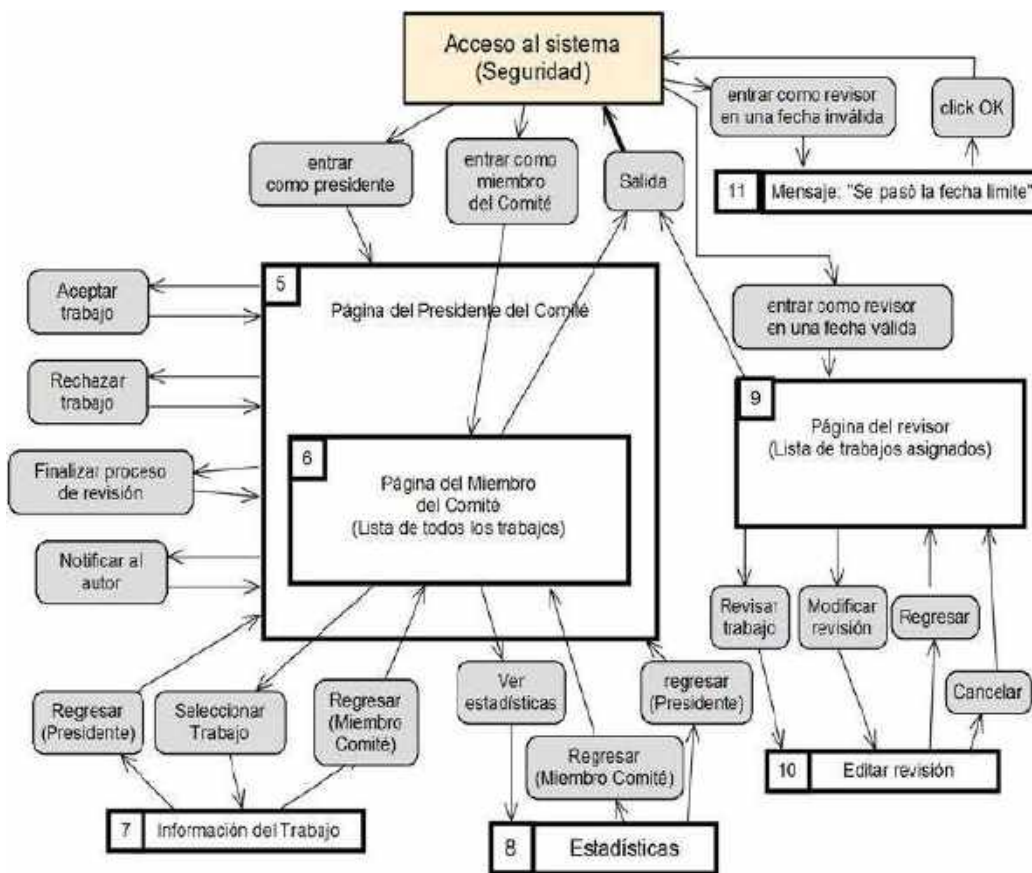 Acceso al sistema
(Seguridad)
entrar como revisor
en una fecha inválida
click OK
entrar
como presidente
entrar como
miembro
del Comité
Salida
11 Mensaje: "Se pasó la fecha limite"
5
Página del Presidente del Comité
Aceptar
trabajo
entrar como revisor
en una fecha válida
Rechazar
trabajo
9
Página del revisor
(Lista de trabajos asignados)
6
Página del Miembro
del Comité
(Lista de todos los trabajos)
Finalizar proceso
de revisión
Notificar al
autor
Revisar
trabajo
Modificar
revisión
Regresar
Regresar
(Presidente)
Seleccionar
Trabajo
Regresar
(Miembro
Comité)
Ver
estadísticas
regresar
(Presidente)
Cancelar
Regresar
(Miembro Comité)
10 Editar revisión
7 Información del Trabajo
8 Estadísticas